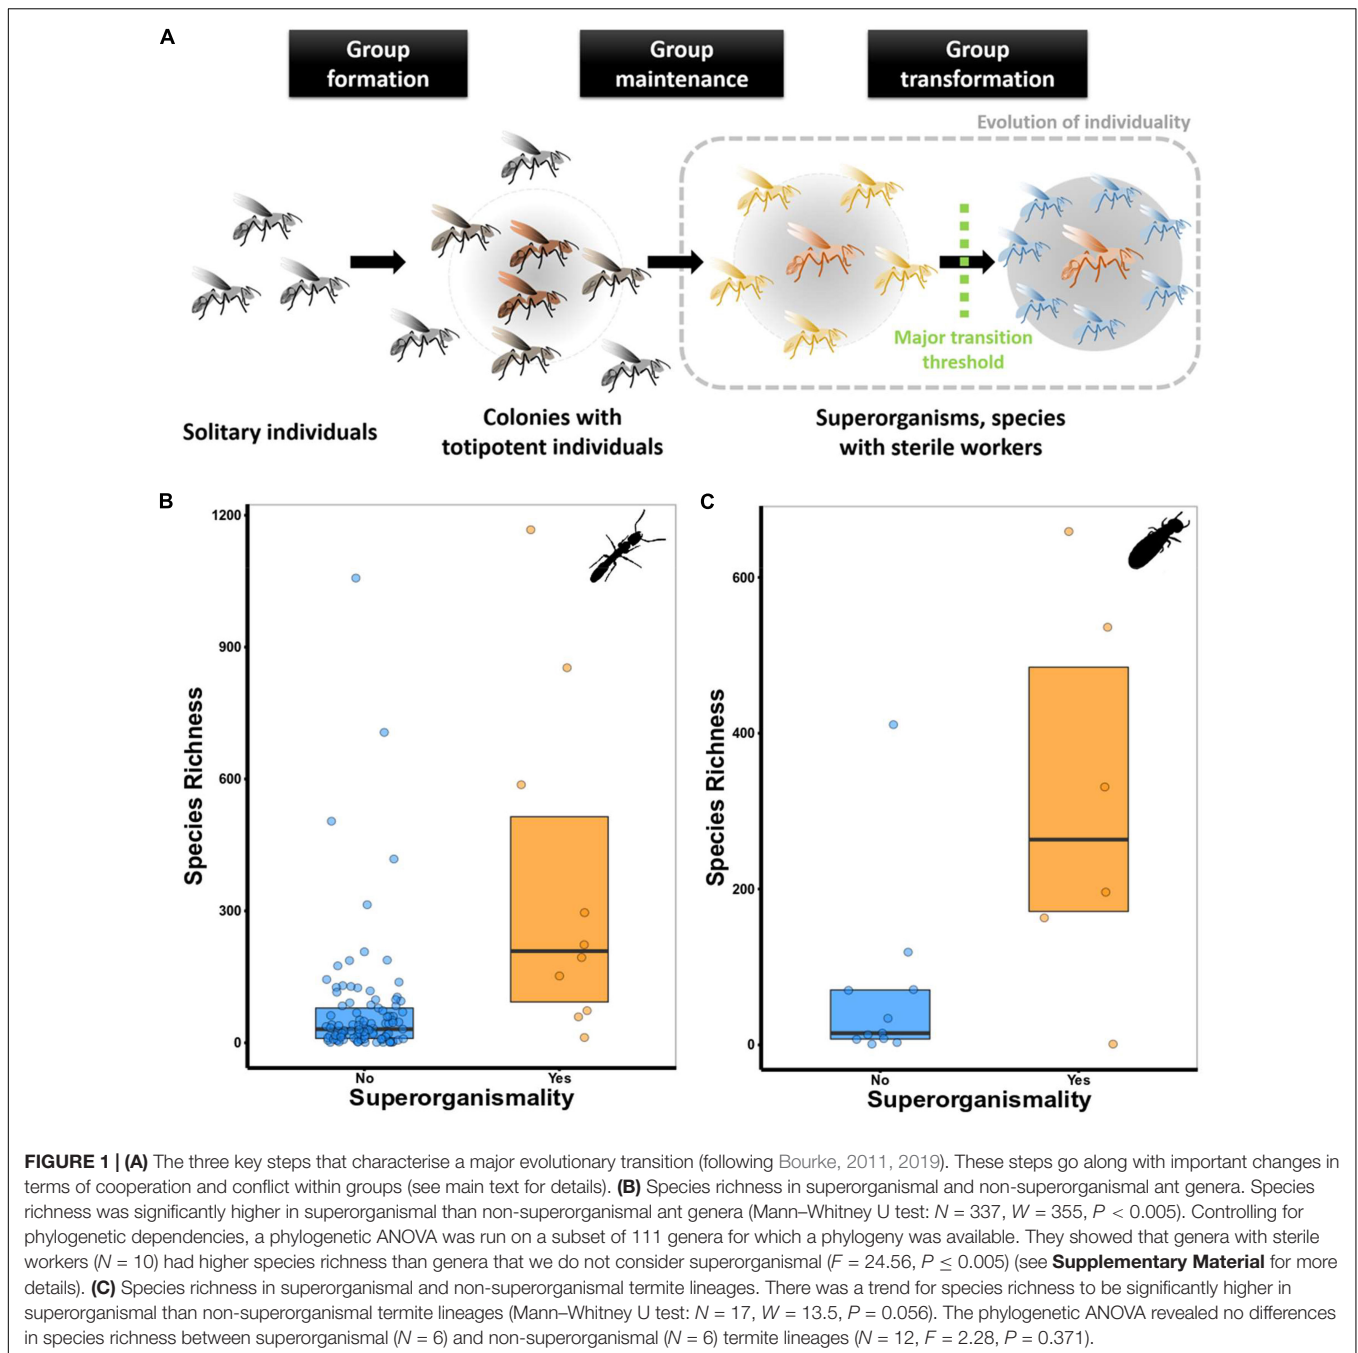 A
Group
formation
Group
maintenance
Group
transformation
Evolution of individuality
Major transition
threshold
Solitary individuals
Colonies with
totipotent individuals
Superorganisms, species
with sterile workers
B
1200
900
600
300
0
Species Richness
No
Yes
Superorganismality
C
600
400
200
0
Species Richness
No
Yes
Superorganismality
FIGURE 1 | (A) The three key steps that characterise a major evolutionary transition (following Bourke, 2011, 2019). These steps go along with important changes in
terms of cooperation and conflict within groups (see main text for details). (B) Species richness in superorganismal and non-superorganismal ant genera. Species
richness was significantly higher in superorganismal than non-superorganismal ant genera (Mann–Whitney U test: N = 337, W = 355, P < 0.005). Controlling for
phylogenetic dependencies, a phylogenetic ANOVA was run on a subset of 111 genera for which a phylogeny was available. They showed that genera with sterile
workers (N = 10) had higher species richness than genera that we do not consider superorganismal (F = 24.56, P ≤ 0.005) (see Supplementary Material for more
details). (C) Species richness in superorganismal and non-superorganismal termite lineages. There was a trend for species richness to be significantly higher in
superorganismal than non-superorganismal termite lineages (Mann–Whitney U test: N = 17, W = 13.5, P = 0.056). The phylogenetic ANOVA revealed no differences
in species richness between superorganismal (N = 6) and non-superorganismal (N = 6) termite lineages (N = 12, F = 2.28, P = 0.371).